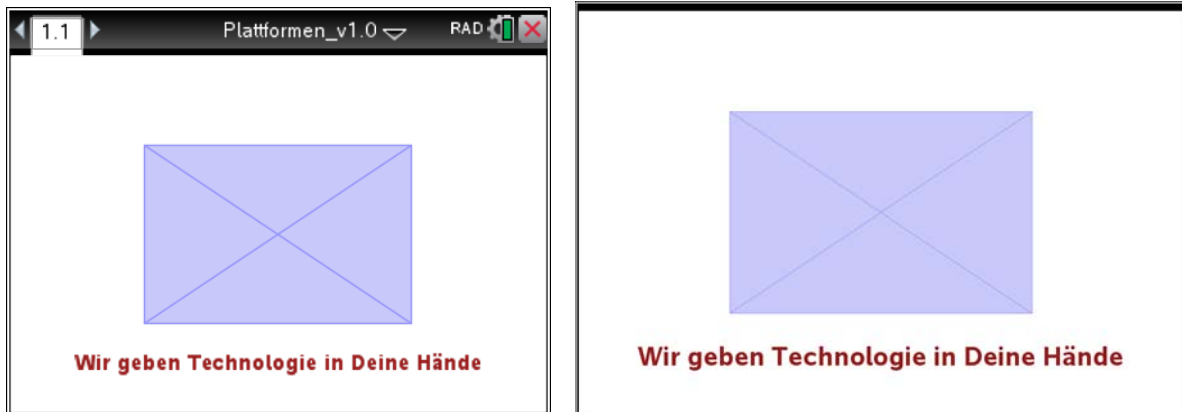 1.1 Plattformen_v1.0 RAD
Wir geben Technologie in Deine Hände
Wir geben Technologie in Deine Hände